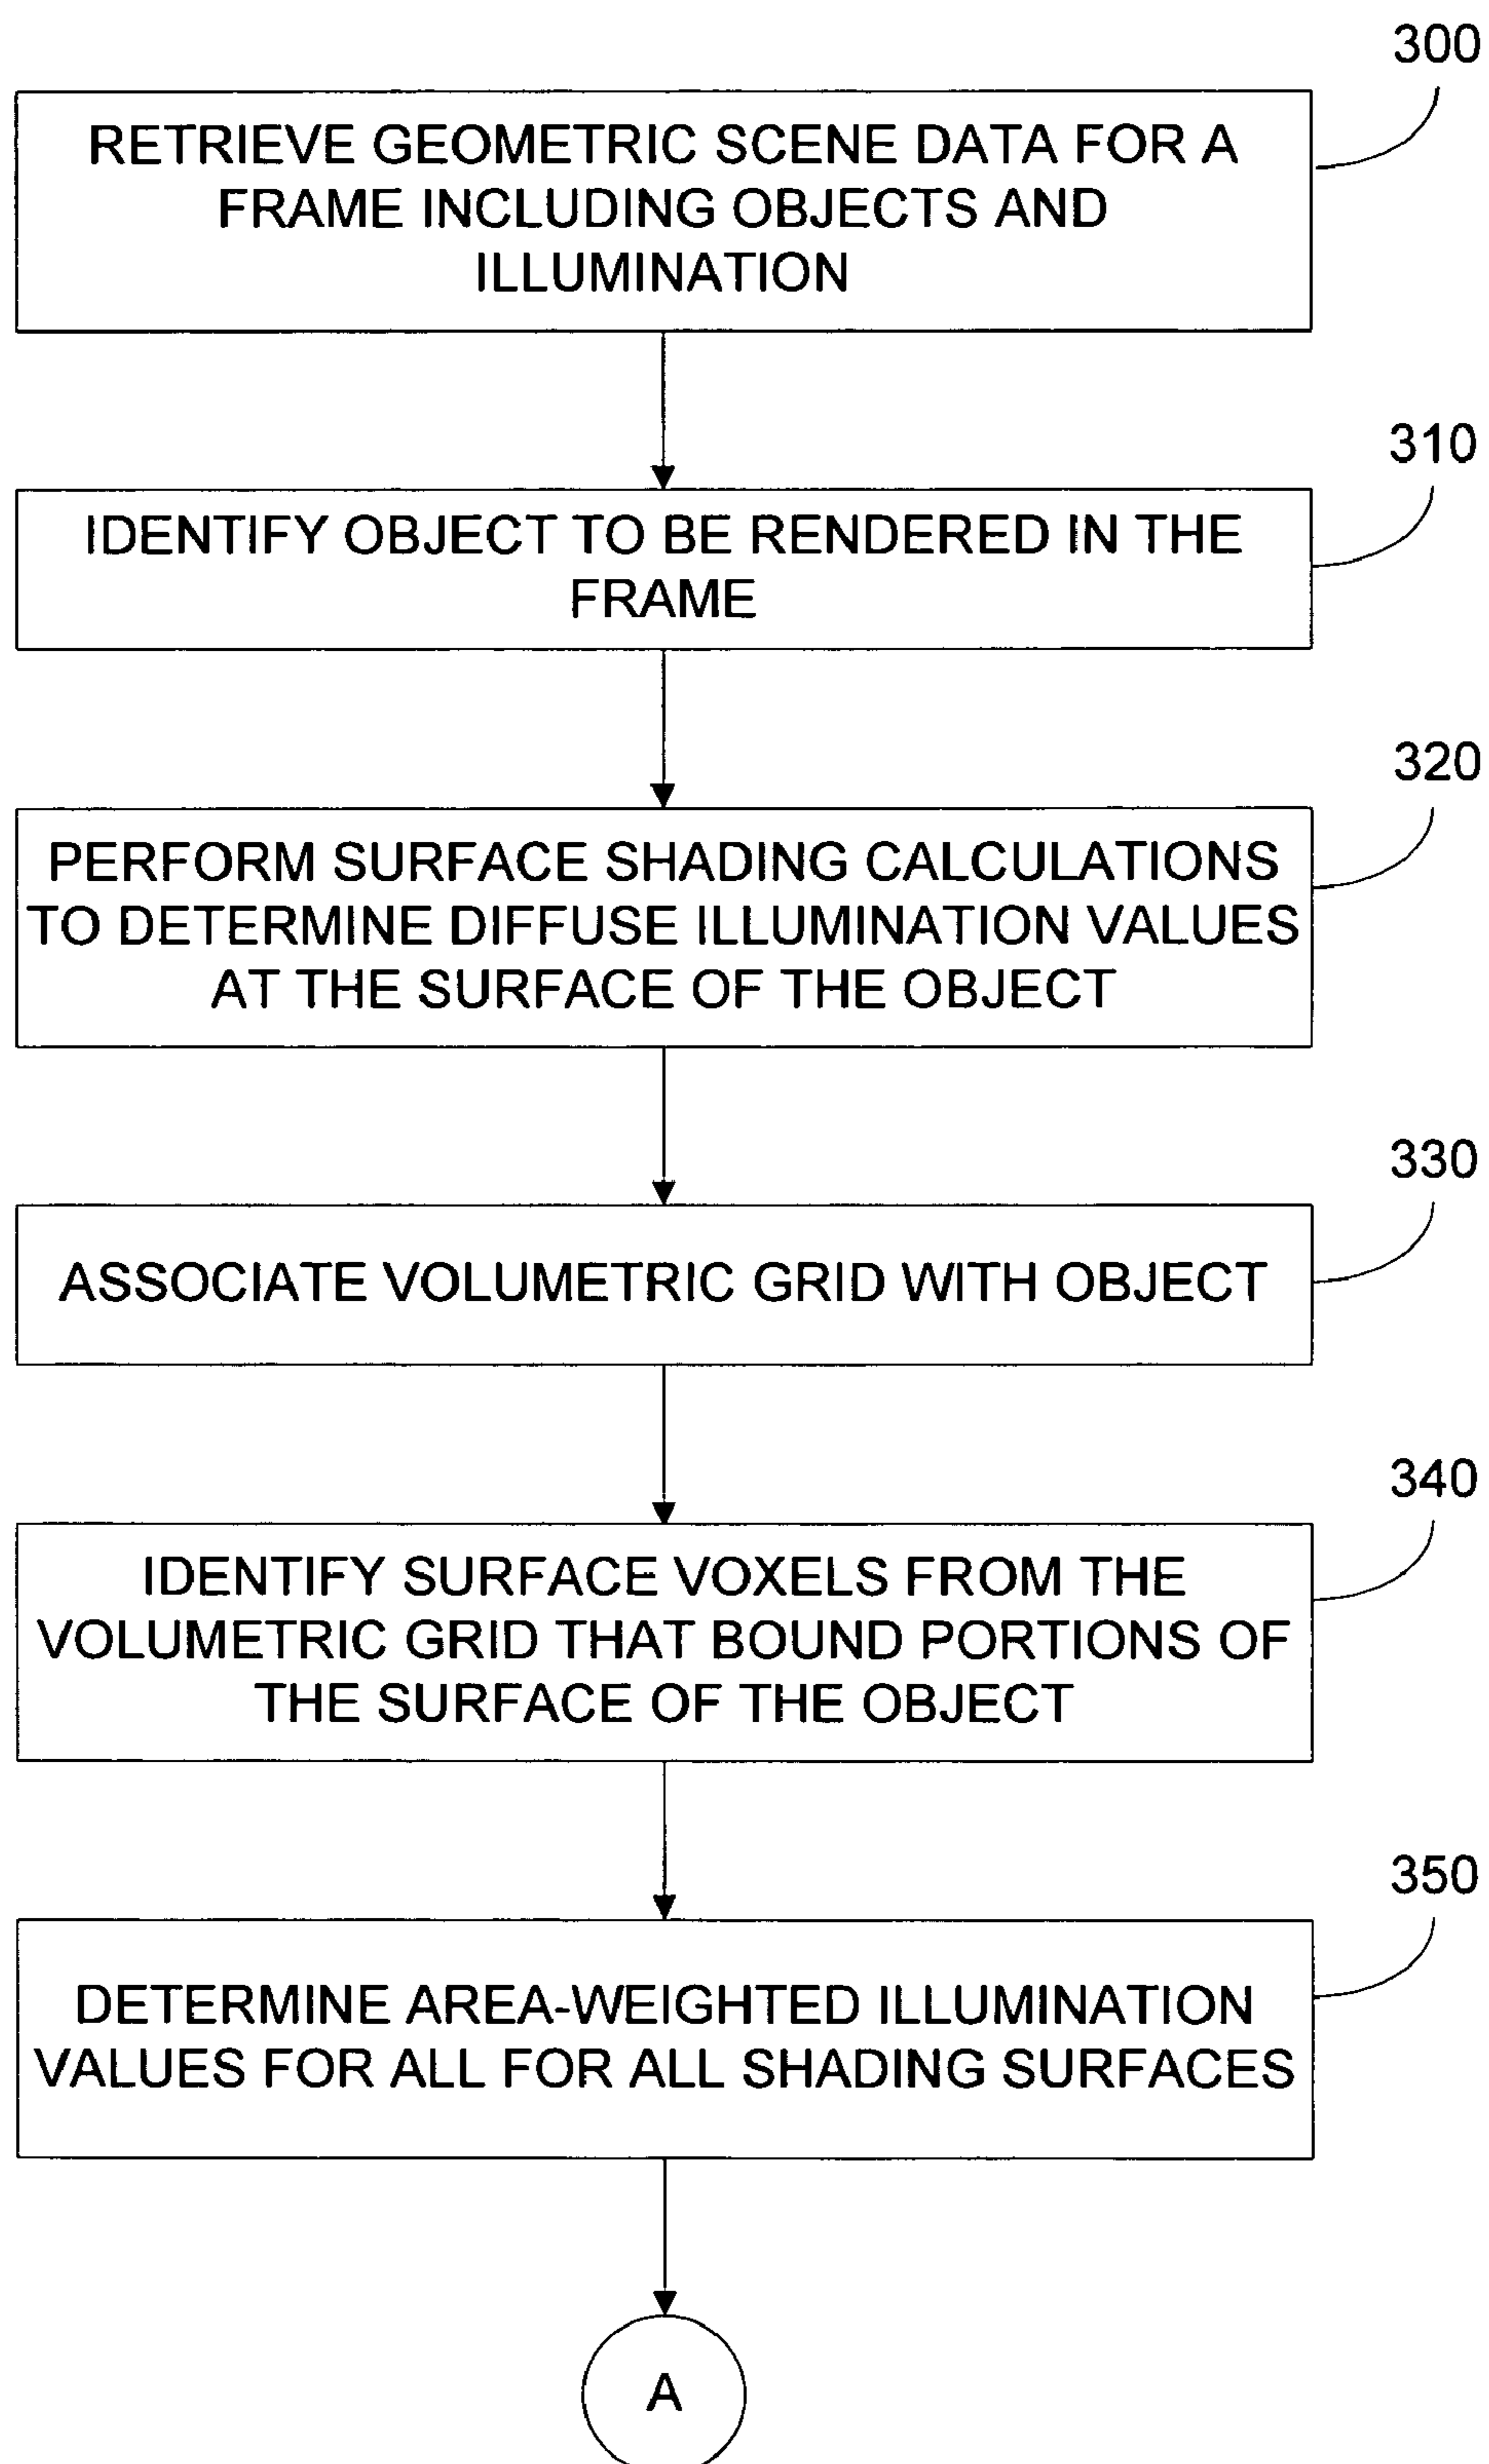 300
RETRIEVE GEOMETRIC SCENE DATA FOR A
FRAME INCLUDING OBJECTS AND
ILLUMINATION
310
IDENTIFY OBJECT TO BE RENDERED IN THE
FRAME
320
PERFORM SURFACE SHADING CALCULATIONS
TO DETERMINE DIFFUSE ILLUMINATION VALUES
AT THE SURFACE OF THE OBJECT
330
ASSOCIATE VOLUMETRIC GRID WITH OBJECT
340
IDENTIFY SURFACE VOXELS FROM THE
VOLUMETRIC GRID THAT BOUND PORTIONS OF
THE SURFACE OF THE OBJECT
350
DETERMINE AREA-WEIGHTED ILLUMINATION
VALUES FOR ALL FOR ALL SHADING SURFACES
A